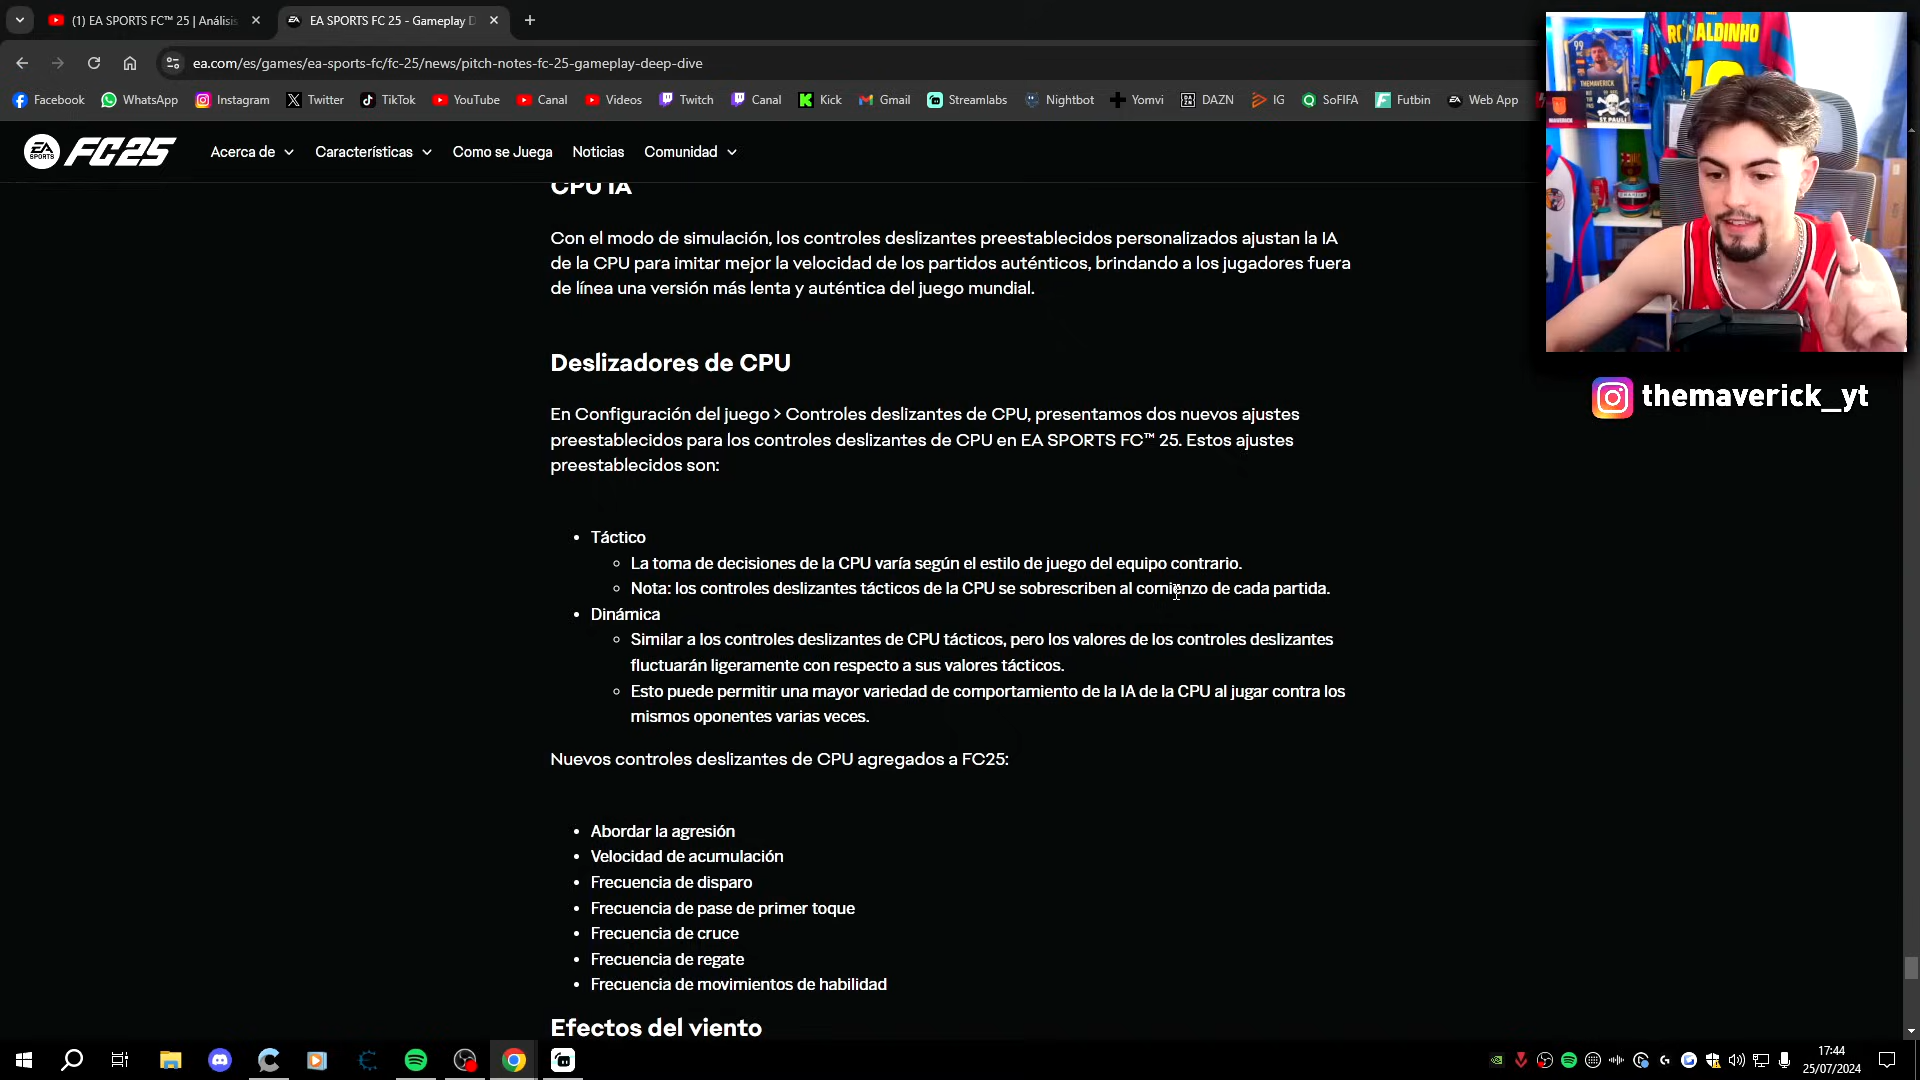 (1) EA SPORTS FC™ 25 | Análisis
EA SPORTS FC 25 - Gameplay D
ea.com/es/games/ea-sports-fc/fc-25/news/pitch-notes-fc-25-gameplay-deep-dive
Facebook WhatsApp Instagram Twitter TikTok YouTube Canal Videos Twitch Canal Kick Gmail Streamlabs Nightbot Yomvi DAZN IG SoFIFA Futbin Web App
EA SPORTS FC25 Acerca de Características Como se Juega Noticias Comunidad
CPU IA
Con el modo de simulación, los controles deslizantes preestablecidos personalizados ajustan la IA
de la CPU para imitar mejor la velocidad de los partidos auténticos, brindando a los jugadores fuera
de línea una versión más lenta y auténtica del juego mundial.
Deslizadores de CPU
En Configuración del juego > Controles deslizantes de CPU, presentamos dos nuevos ajustes
preestablecidos para los controles deslizantes de CPU en EA SPORTS FC™ 25. Estos ajustes
preestablecidos son:
• Táctico
◦ La toma de decisiones de la CPU varía según el estilo de juego del equipo contrario.
◦ Nota: los controles deslizantes tácticos de la CPU se sobrescriben al comienzo de cada partida.
• Dinámica
◦ Similar a los controles deslizantes de CPU tácticos, pero los valores de los controles deslizantes
fluctuarán ligeramente con respecto a sus valores tácticos.
◦ Esto puede permitir una mayor variedad de comportamiento de la IA de la CPU al jugar contra los
mismos oponentes varias veces.
Nuevos controles deslizantes de CPU agregados a FC25:
• Abordar la agresión
• Velocidad de acumulación
• Frecuencia de disparo
• Frecuencia de pase de primer toque
• Frecuencia de cruce
• Frecuencia de regate
• Frecuencia de movimientos de habilidad
Efectos del viento
99
THEMAVERICK
ST. PAULI
MAVERICK
themaverick_yt
17:44
25/07/2024